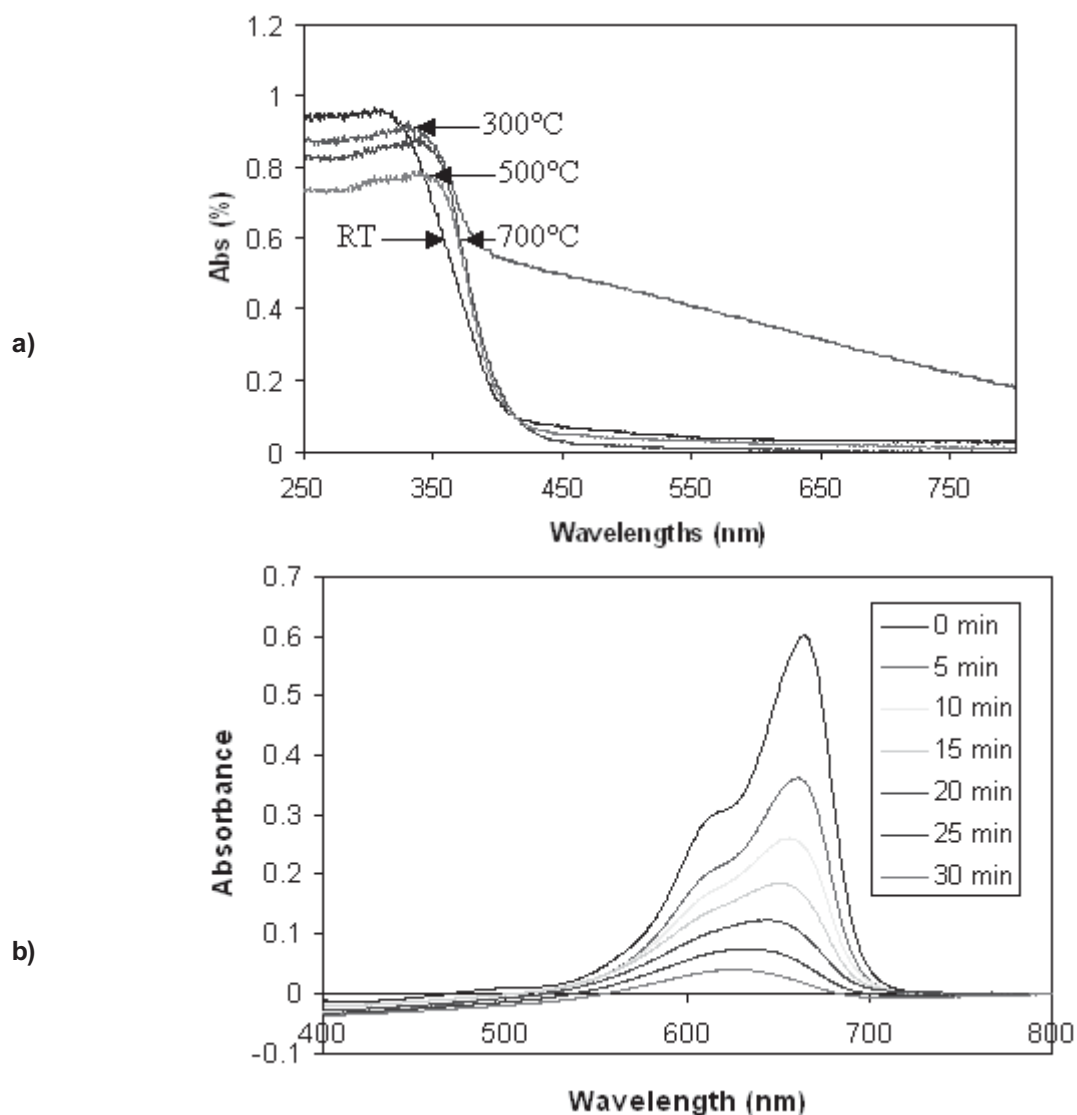 1.2
1
0.8
0.6
0.4
0.2
0
Abs (%)
300°C
500°C
RT
700°C
250 350 450 550 650 750
Wavelengths (nm)
a)
0.7
0.6
0.5
0.4
0.3
0.2
0.1
0
-0.1
Absorbance
0 min
5 min
10 min
15 min
20 min
25 min
30 min
400 500 600 700 800
Wavelength (nm)
b)